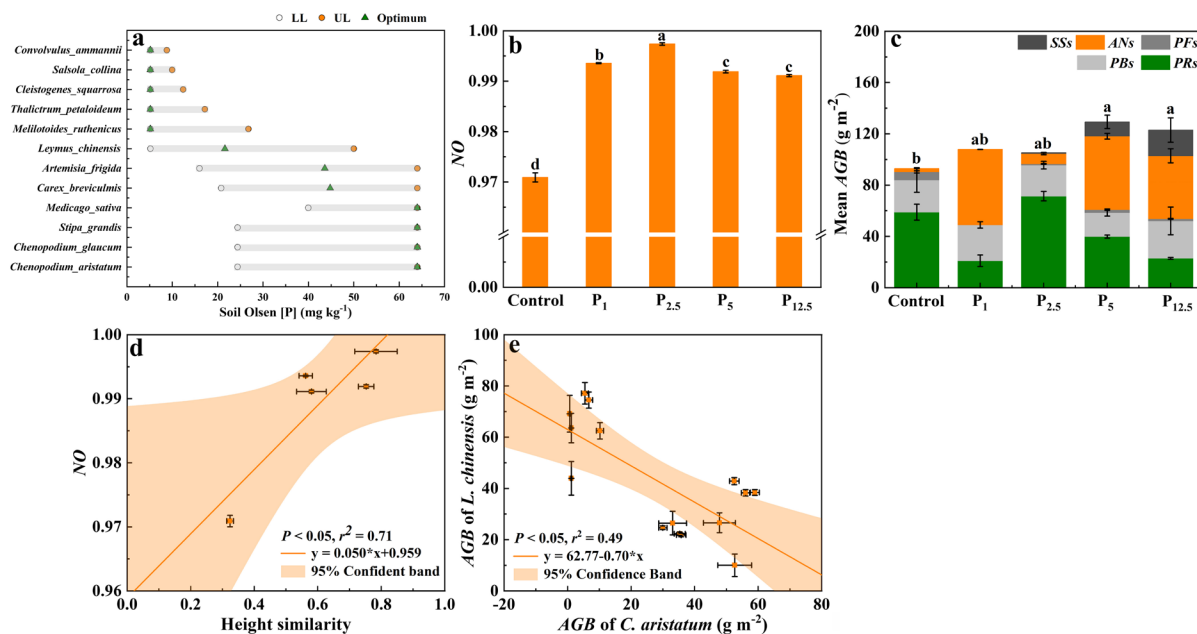 LL UL Optimum
a
Convolvulus_ammannii
Salsola_collina
Cleistogenes_squarrosa
Thalictrum_petaloideum
Melilotoides_ruthenicus
Leymus_chinensis
Artemisia_frigida
Carex_breviculmis
Medicago_sativa
Stipa_grandis
Chenopodium_glaucum
Chenopodium_aristatum
0 10 20 30 40 50 60 70
Soil Olsen [P] (mg kg-1)
b
NO
1.00
0.99
0.98
0.97
0.00
d b a c c
Control P1 P2.5 P5 P12.5
c
SSs ANs PFs
PBs PRs
Mean AGB (g m-2)
200
160
120
80
40
0
b ab ab a a
Control P1 P2.5 P5 P12.5
d
NO
1.00
0.99
0.98
0.97
0.96
P < 0.05, r2 = 0.71
y = 0.050*x+0.959
95% Confident band
0.0 0.2 0.4 0.6 0.8 1.0
Height similarity
e
AGB of L. chinensis (g m-2)
100
80
60
40
20
0
P < 0.05, r2 = 0.49
y = 62.77-0.70*x
95% Confidence Band
-20 0 20 40 60 80
AGB of C. aristatum (g m-2)